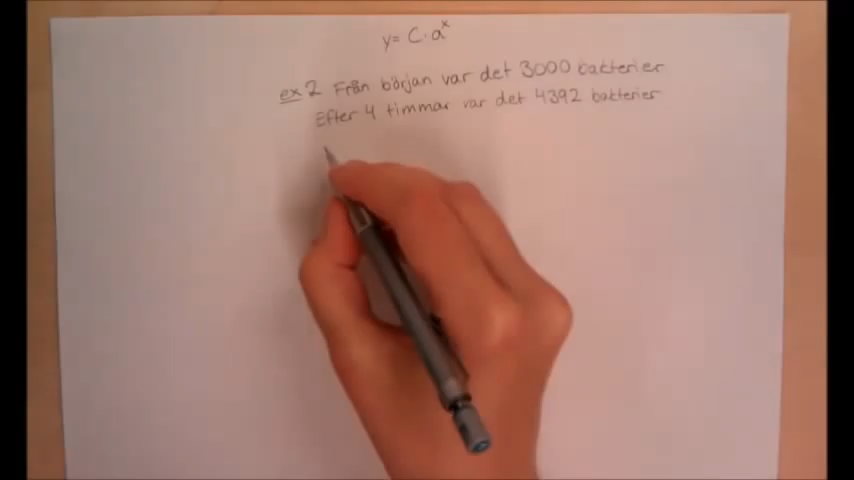 y = C · a^x
ex 2 Från början var det 3000 bakterier
Efter 4 timmar var det 4392 bakterier